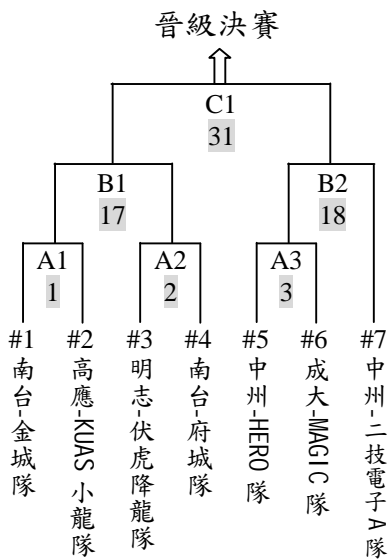 晉級決賽
C1
31
B1
17
B2
18
A1
1
A2
2
A3
3
#1 南台-金城隊
#2 高應-KUAS 小龍隊
#3 明志-伏虎降龍隊
#4 南台-府城隊
#5 中州-HERO 隊
#6 成大-MAGIC 隊
#7 中州-二技電子A隊